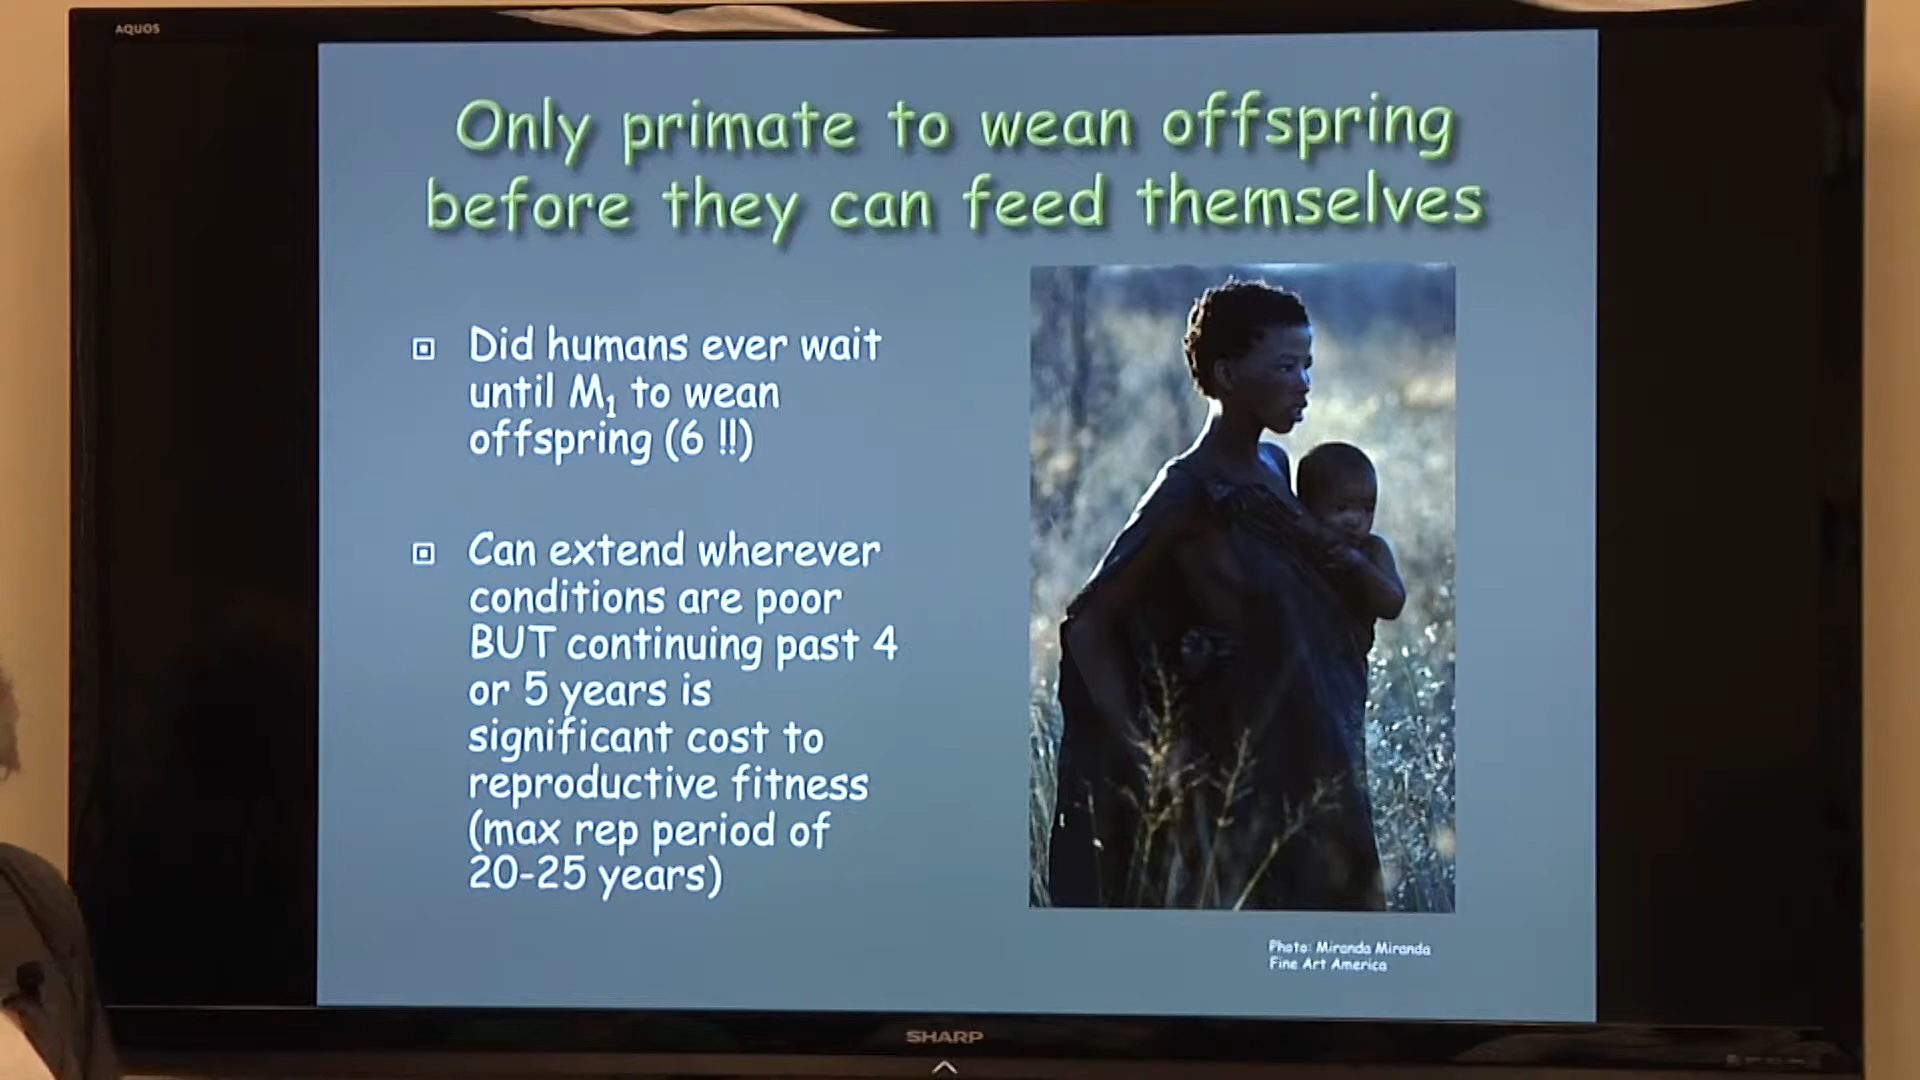 AQUOS
Only primate to wean offspring
before they can feed themselves
Did humans ever wait
until M₁ to wean
offspring (6 !!)
Can extend wherever
conditions are poor
BUT continuing past 4
or 5 years is
significant cost to
reproductive fitness
(max rep period of
20-25 years)
Photo: Miranda Miranda
Fine Art America
SHARP